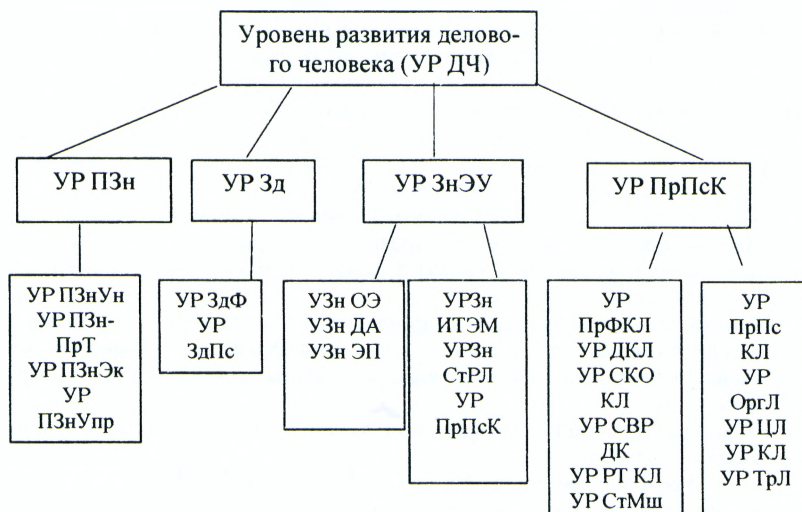 Уровень развития делово-
го человека (УР ДЧ)
УР ПЗн
УР Зд
УР ЗнЭУ
УР ПрПсК
УР ПЗнУн
УР ПЗн-
ПрТ
УР ПЗнЭк
УР
ПЗнУпр
УР ЗдФ
УР
ЗдПс
УЗн ОЭ
УЗн ДА
УЗн ЭП
УРЗн
ИТЭМ
УРЗн
СтРЛ
УР
ПрПсК
УР
ПрФКЛ
УР ДКЛ
УР СКО
КЛ
УР СВР
ДК
УР РТ КЛ
УР СтМш
УР
ПрПс
КЛ
УР
ОргЛ
УР ЦЛ
УР КЛ
УР ТрЛ